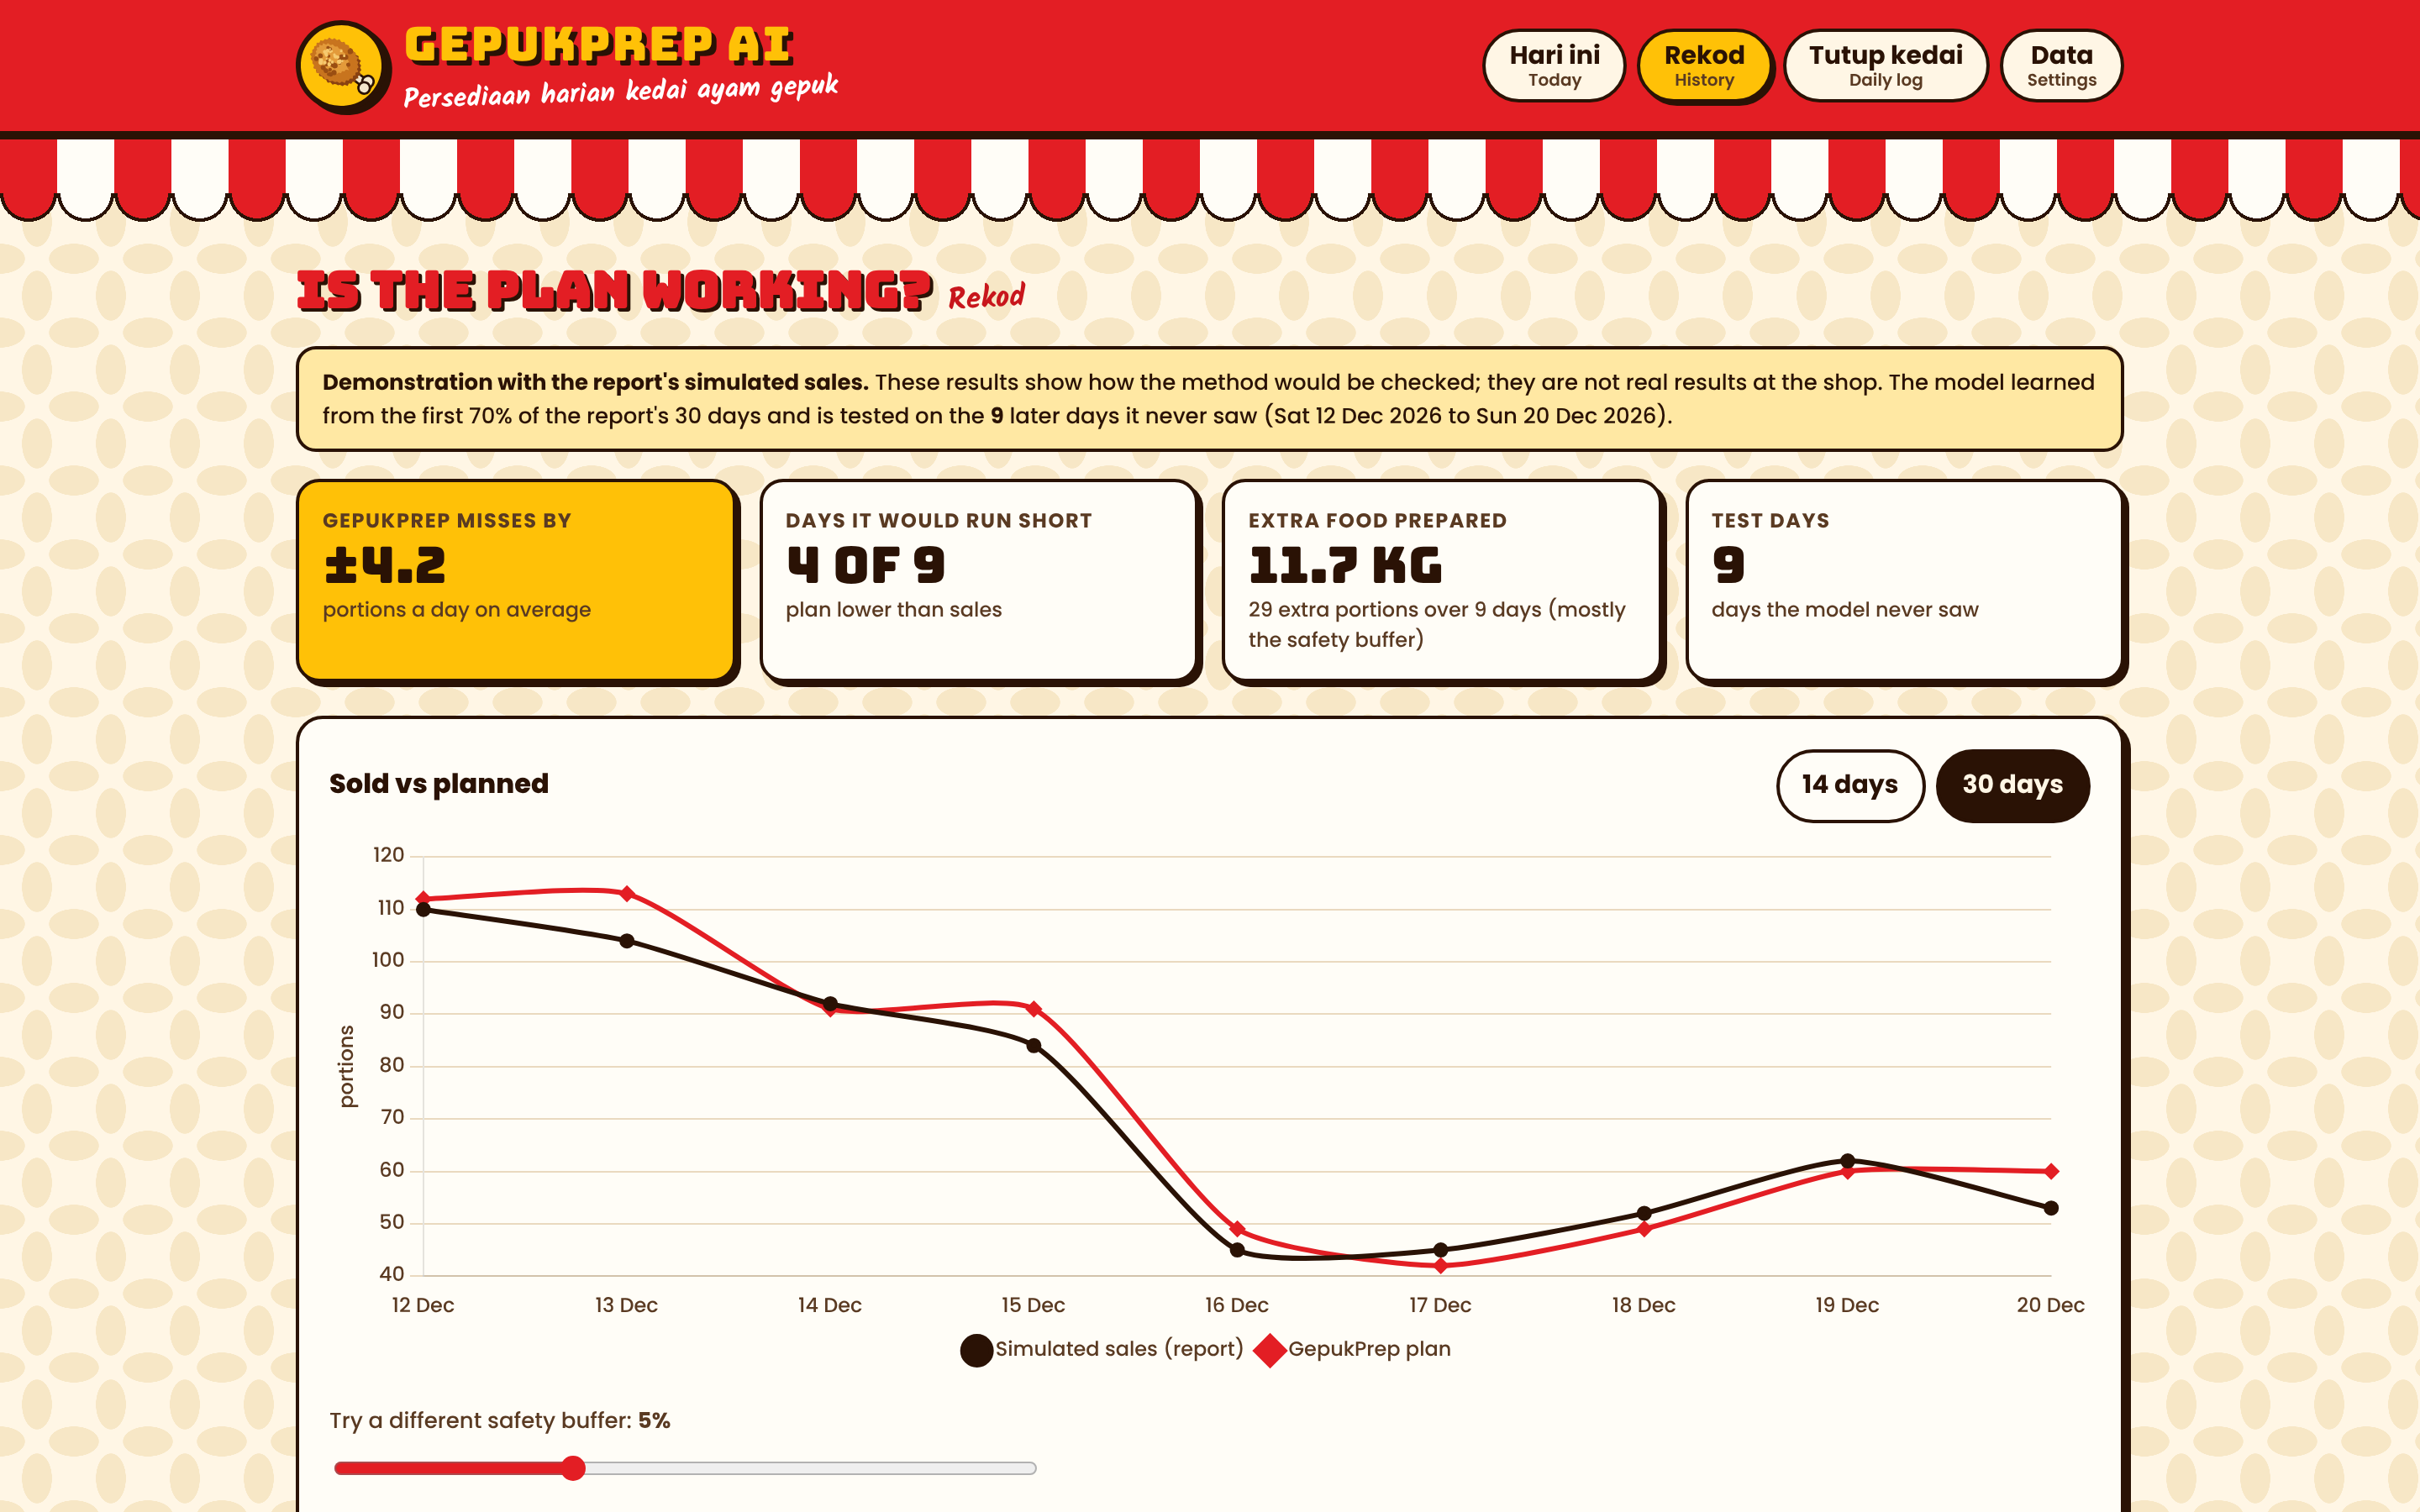 GEPUKPREP AI
Persediaan harian kedai ayam gepuk
Hari ini
Today
Rekod
History
Tutup kedai
Daily log
Data
Settings
IS THE PLAN WORKING? Rekod
Demonstration with the report's simulated sales. These results show how the method would be checked; they are not real results at the shop. The model learned
from the first 70% of the report's 30 days and is tested on the 9 later days it never saw (Sat 12 Dec 2026 to Sun 20 Dec 2026).
GEPUKPREP MISSES BY
±4.2
portions a day on average
DAYS IT WOULD RUN SHORT
4 OF 9
plan lower than sales
EXTRA FOOD PREPARED
11.7 KG
29 extra portions over 9 days (mostly
the safety buffer)
TEST DAYS
9
days the model never saw
Sold vs planned
14 days
30 days
120
110
100
90
80
70
60
50
40
portions
12 Dec
13 Dec
14 Dec
15 Dec
16 Dec
17 Dec
18 Dec
19 Dec
20 Dec
Simulated sales (report)
GepukPrep plan
Try a different safety buffer: 5%